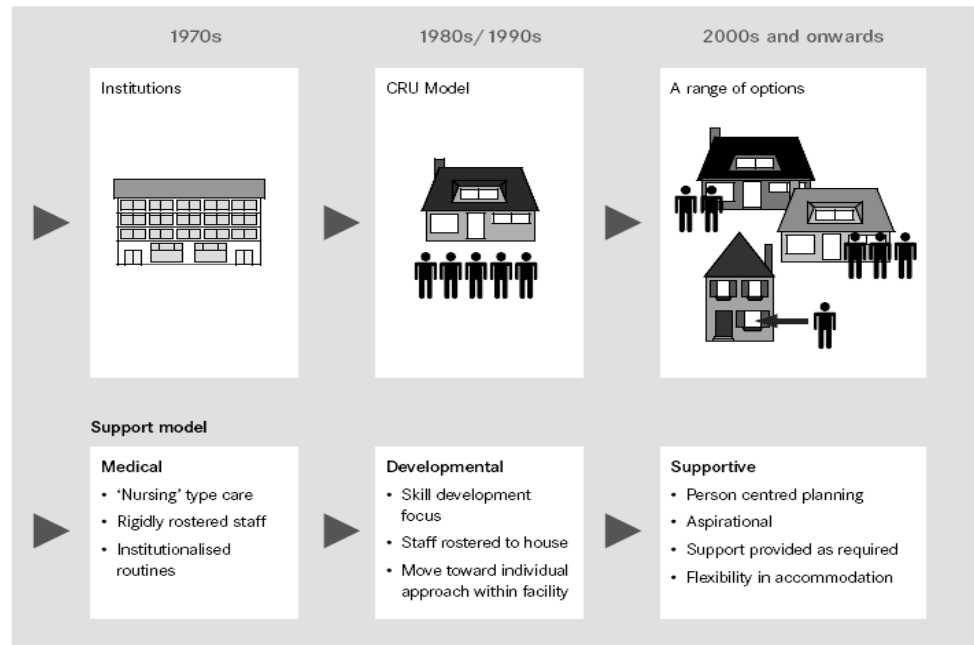 1970s
1980s/1990s
2000s and onwards
Institutions
CRU Model
A range of options
Support model
Medical
• ‘Nursing’ type care
• Rigidly rostered staff
• Institutionalised
routines
Developmental
• Skill development
focus
• Staff rostered to house
• Move toward individual
approach within facility
Supportive
• Person centred planning
• Aspirational
• Support provided as required
• Flexibility in accommodation